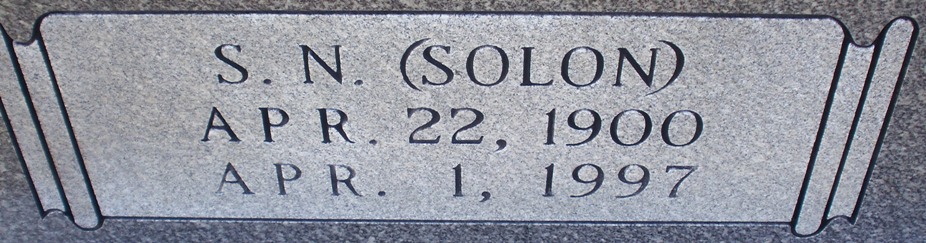 S. N. (SOLON)
APR. 22, 1900
APR. 1, 1997